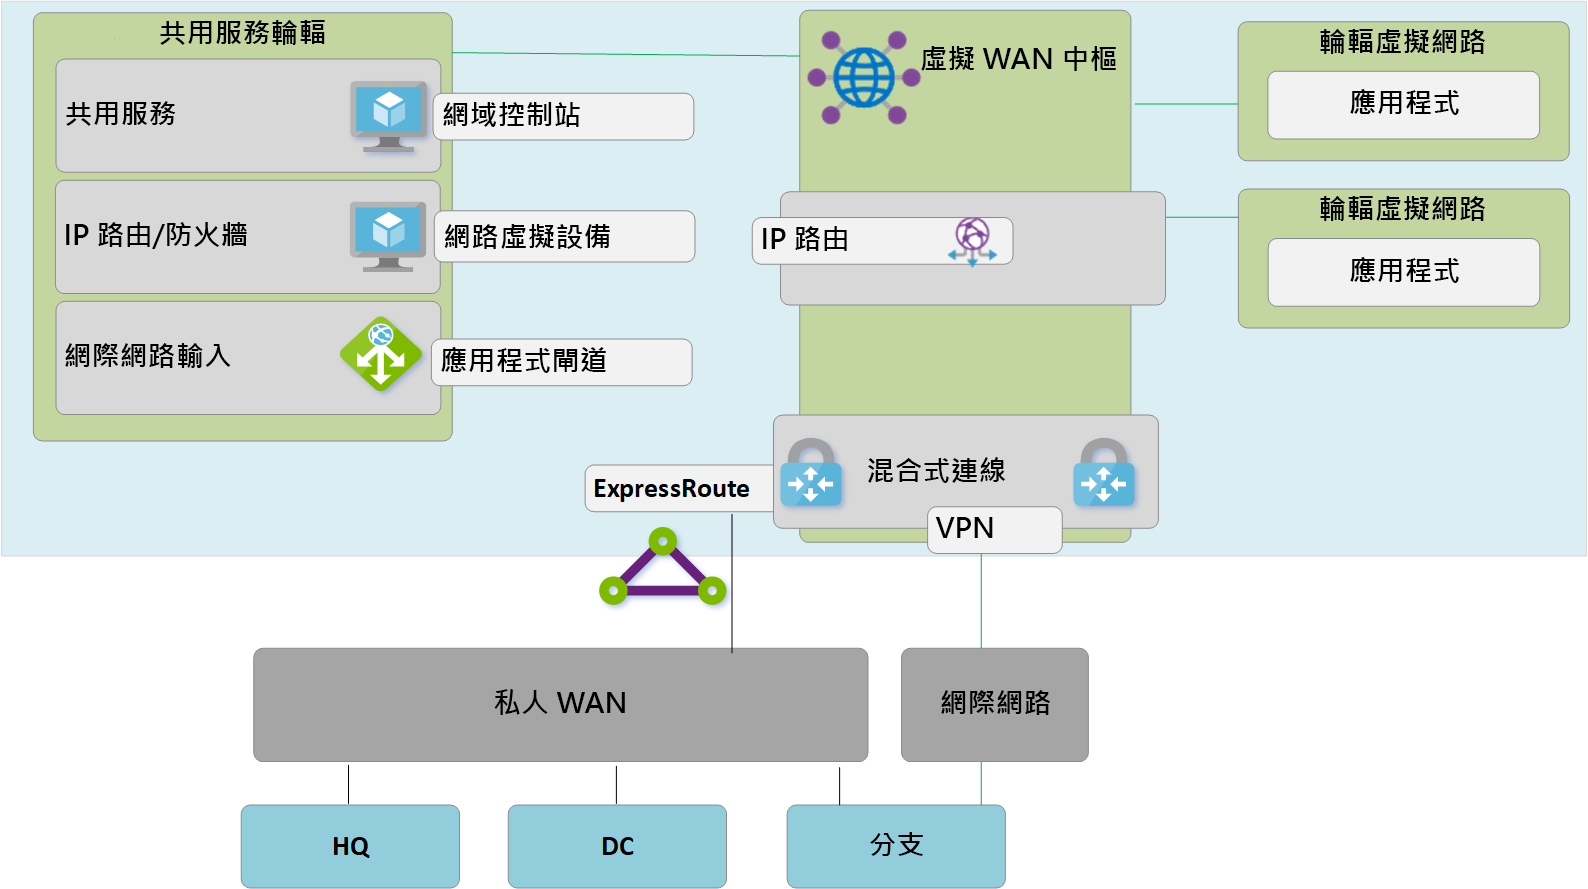 共用服務輪輻
共用服務
網域控制站
IP 路由/防火牆
網路虛擬設備
網際網路輸入
應用程式閘道
虛擬 WAN 中樞
IP 路由
輪輻虛擬網路
應用程式
輪輻虛擬網路
應用程式
混合式連線
ExpressRoute
VPN
私人 WAN
網際網路
HQ
DC
分支